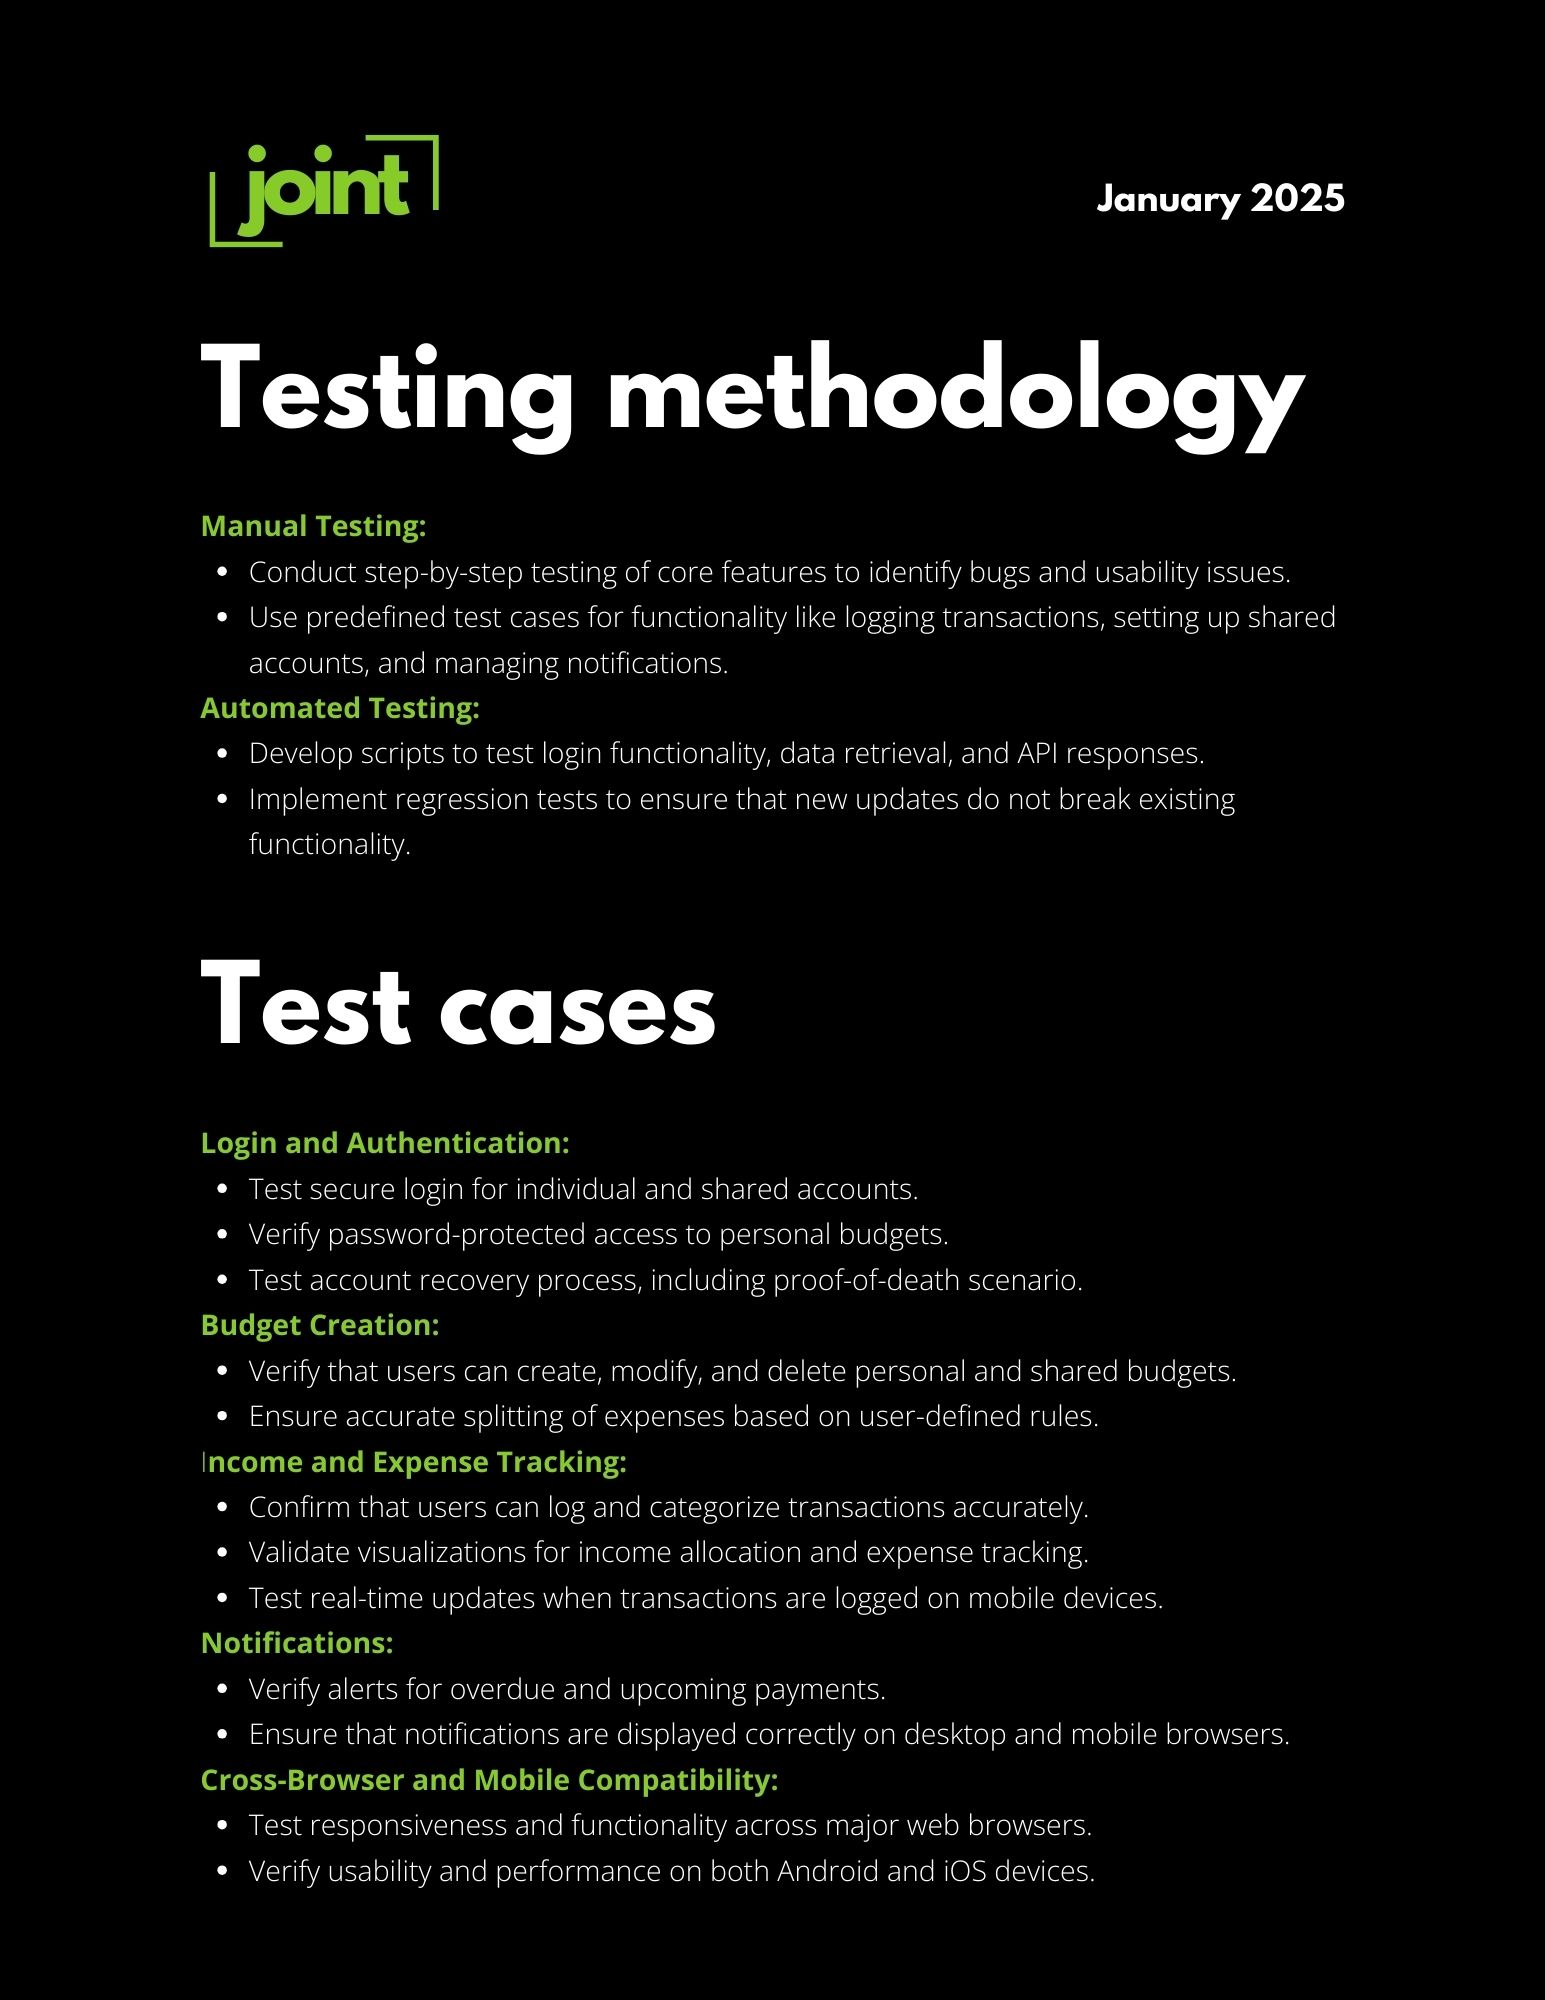 joint
January 2025
Testing methodology
Manual Testing:
• Conduct step-by-step testing of core features to identify bugs and usability issues.
• Use predefined test cases for functionality like logging transactions, setting up shared
accounts, and managing notifications.
Automated Testing:
• Develop scripts to test login functionality, data retrieval, and API responses.
• Implement regression tests to ensure that new updates do not break existing
functionality.
Test cases
Login and Authentication:
• Test secure login for individual and shared accounts.
• Verify password-protected access to personal budgets.
• Test account recovery process, including proof-of-death scenario.
Budget Creation:
• Verify that users can create, modify, and delete personal and shared budgets.
• Ensure accurate splitting of expenses based on user-defined rules.
Income and Expense Tracking:
• Confirm that users can log and categorize transactions accurately.
• Validate visualizations for income allocation and expense tracking.
• Test real-time updates when transactions are logged on mobile devices.
Notifications:
• Verify alerts for overdue and upcoming payments.
• Ensure that notifications are displayed correctly on desktop and mobile browsers.
Cross-Browser and Mobile Compatibility:
• Test responsiveness and functionality across major web browsers.
• Verify usability and performance on both Android and iOS devices.